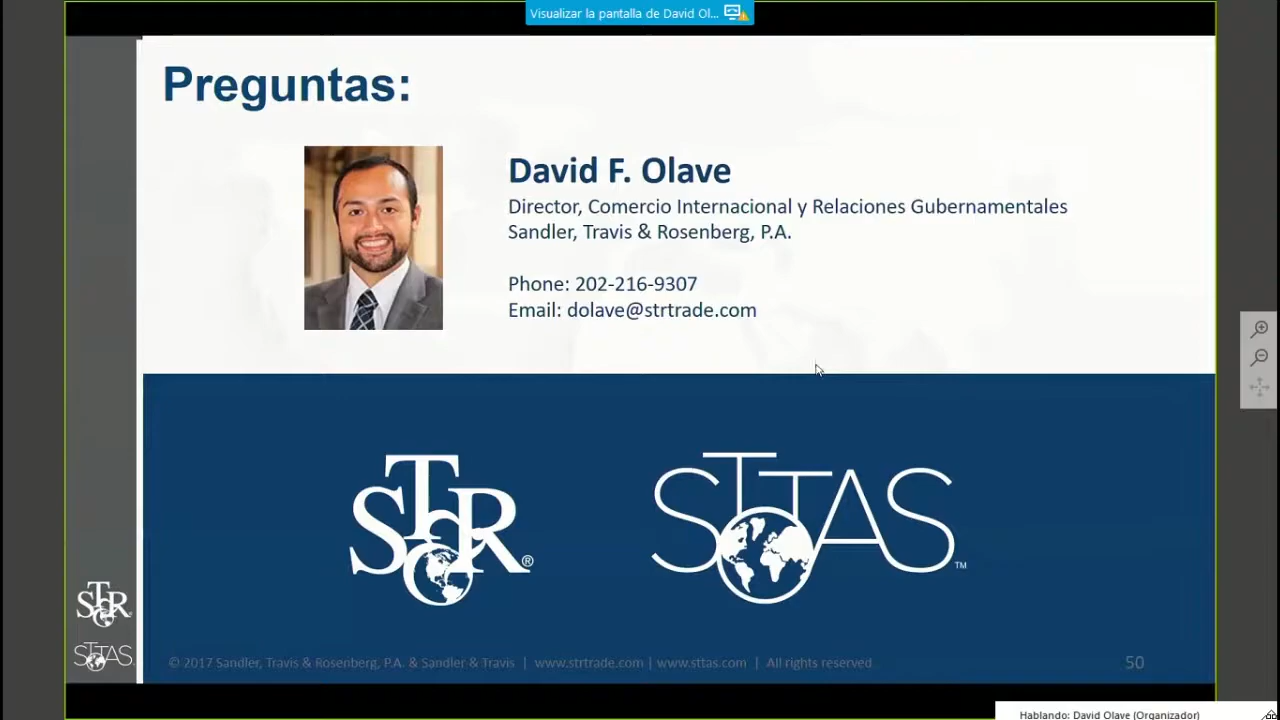 Visualizar la pantalla de David Ol...
Preguntas:
David F. Olave
Director, Comercio Internacional y Relaciones Gubernamentales
Sandler, Travis & Rosenberg, P.A.
Phone: 202-216-9307
Email: dolave@strtrade.com
STR®
STTAS™
STR
STTAS
© 2017 Sandler, Travis & Rosenberg, P.A. & Sandler & Travis | www.strtrade.com | www.sttas.com | All rights reserved
50
Hablando: David Olave (Organizador)